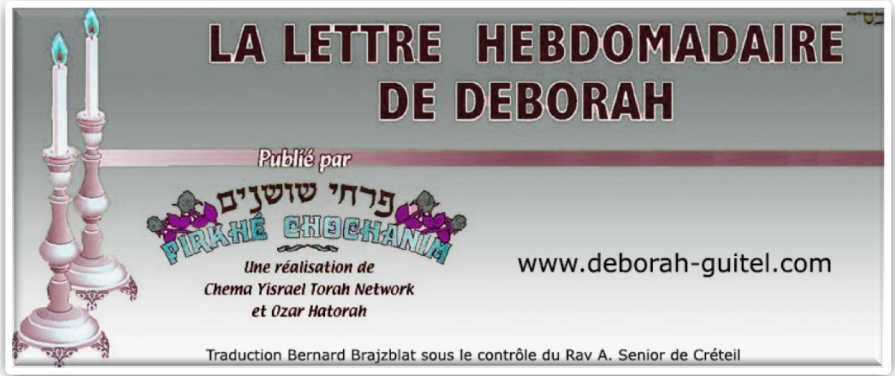 LA LETTRE HEBDOMADAIRE
DE DEBORAH
Publié par
פרחי שושנים
PIRKHÉ CHOCHANIM
Une réalisation de
Chema Yisrael Torah Network
et Ozar Hatorah
www.deborah-guitel.com
Traduction Bernard Brajzblat sous le contrôle du Rav A. Senior de Créteil